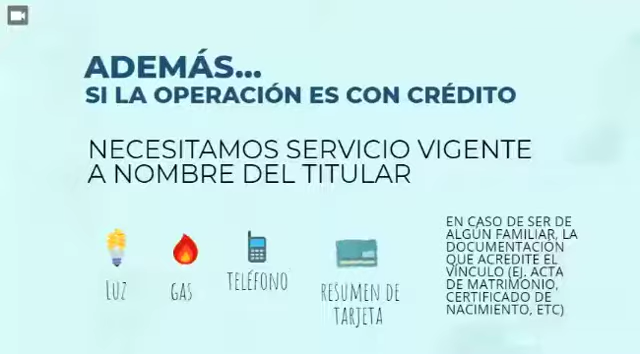 ADEMÁS...
SI LA OPERACIÓN ES CON CRÉDITO
NECESITAMOS SERVICIO VIGENTE
A NOMBRE DEL TITULAR
LUZ
GAS
TELÉFONO
RESUMEN DE
TARJETA
EN CASO DE SER DE
ALGÚN FAMILIAR, LA
DOCUMENTACIÓN
QUE ACREDITE EL
VÍNCULO (EJ. ACTA
DE MATRIMONIO,
CERTIFICADO DE
NACIMIENTO, ETC)